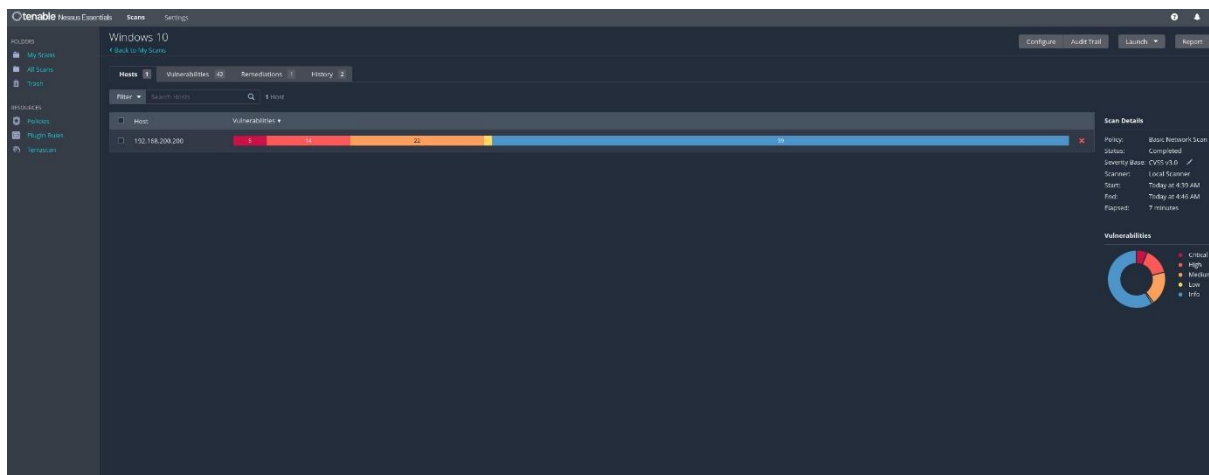 tenable Nessus Essentials Scans Settings
FOLDERS
My Scans
All Scans
Trash
RESOURCES
Policies
Plugin Rules
Terrascan
Windows 10
Back to My Scans
Configure Audit Trail Launch Report
Hosts 1 Vulnerabilities 42 Remediations 1 History 2
Filter Search Hosts 1 Host
Host Vulnerabilities
192.168.200.200 5 14 22
Scan Details
Policy: Basic Network Scan
Status: Completed
Severity Base: CVSS v3.0
Scanner: Local Scanner
Start: Today at 4:39 AM
End: Today at 4:46 AM
Elapsed: 7 minutes
Vulnerabilities
Critical
High
Medium
Low
Info